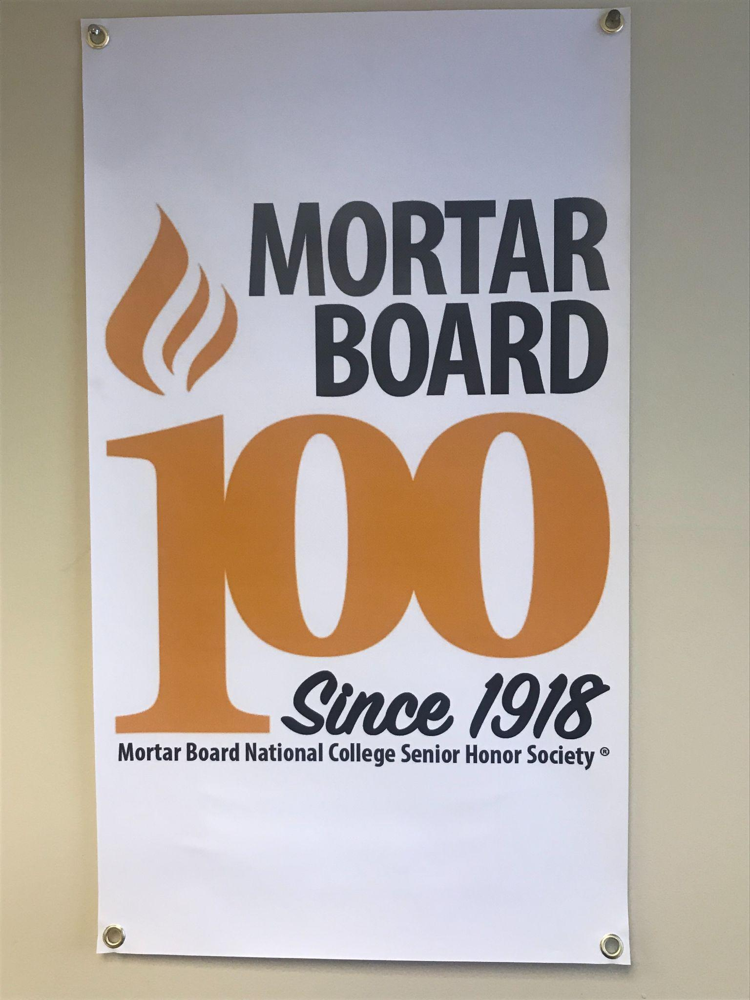 MORTAR
BOARD
100
Since 1918
Mortar Board National College Senior Honor Society ®